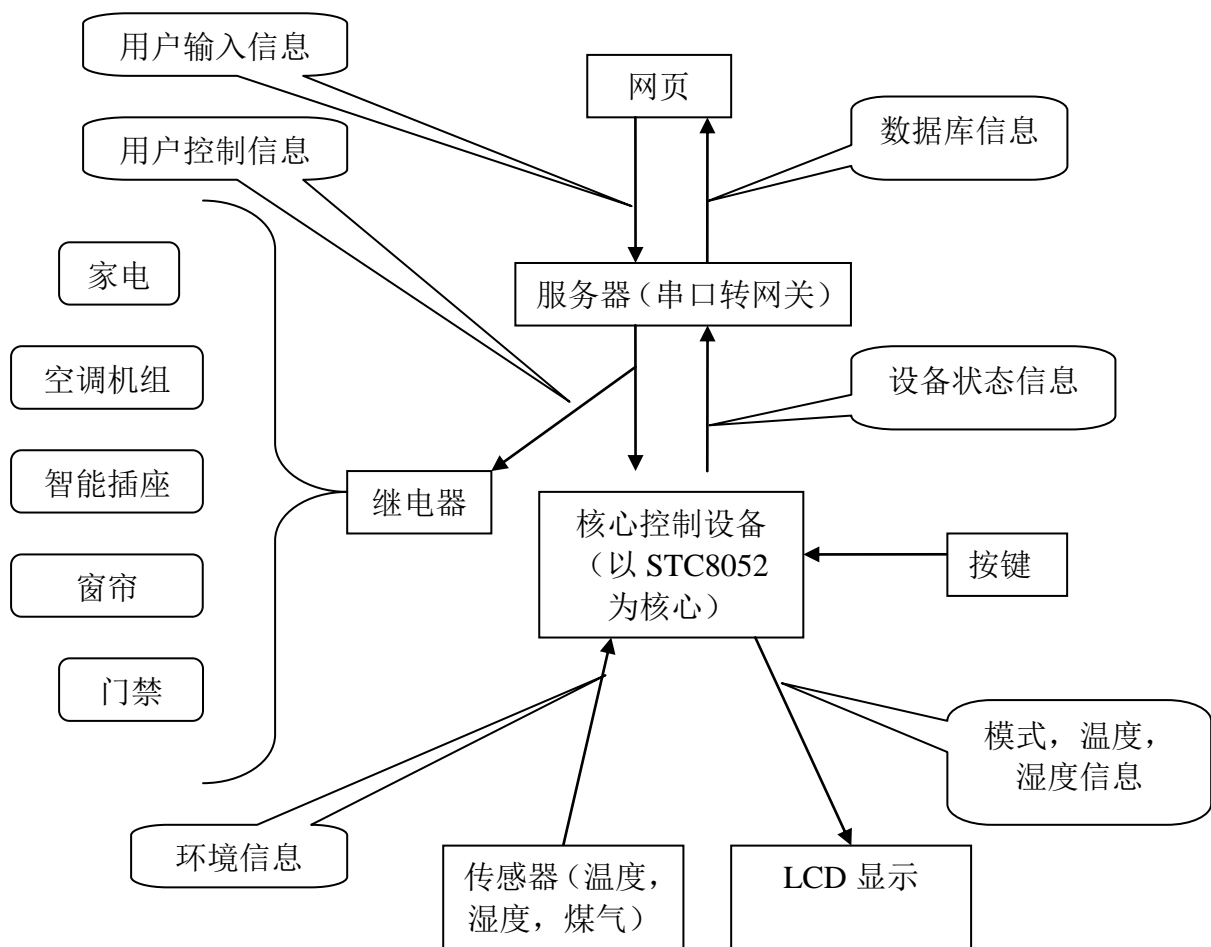 用户输入信息
网页
数据库信息
用户控制信息
家电
服务器（串口转网关）
空调机组
设备状态信息
智能插座
继电器
核心控制设备
（以 STC8052
为核心）
按键
窗帘
门禁
模式，温度，
湿度信息
环境信息
传感器（温度，
湿度，煤气）
LCD 显示